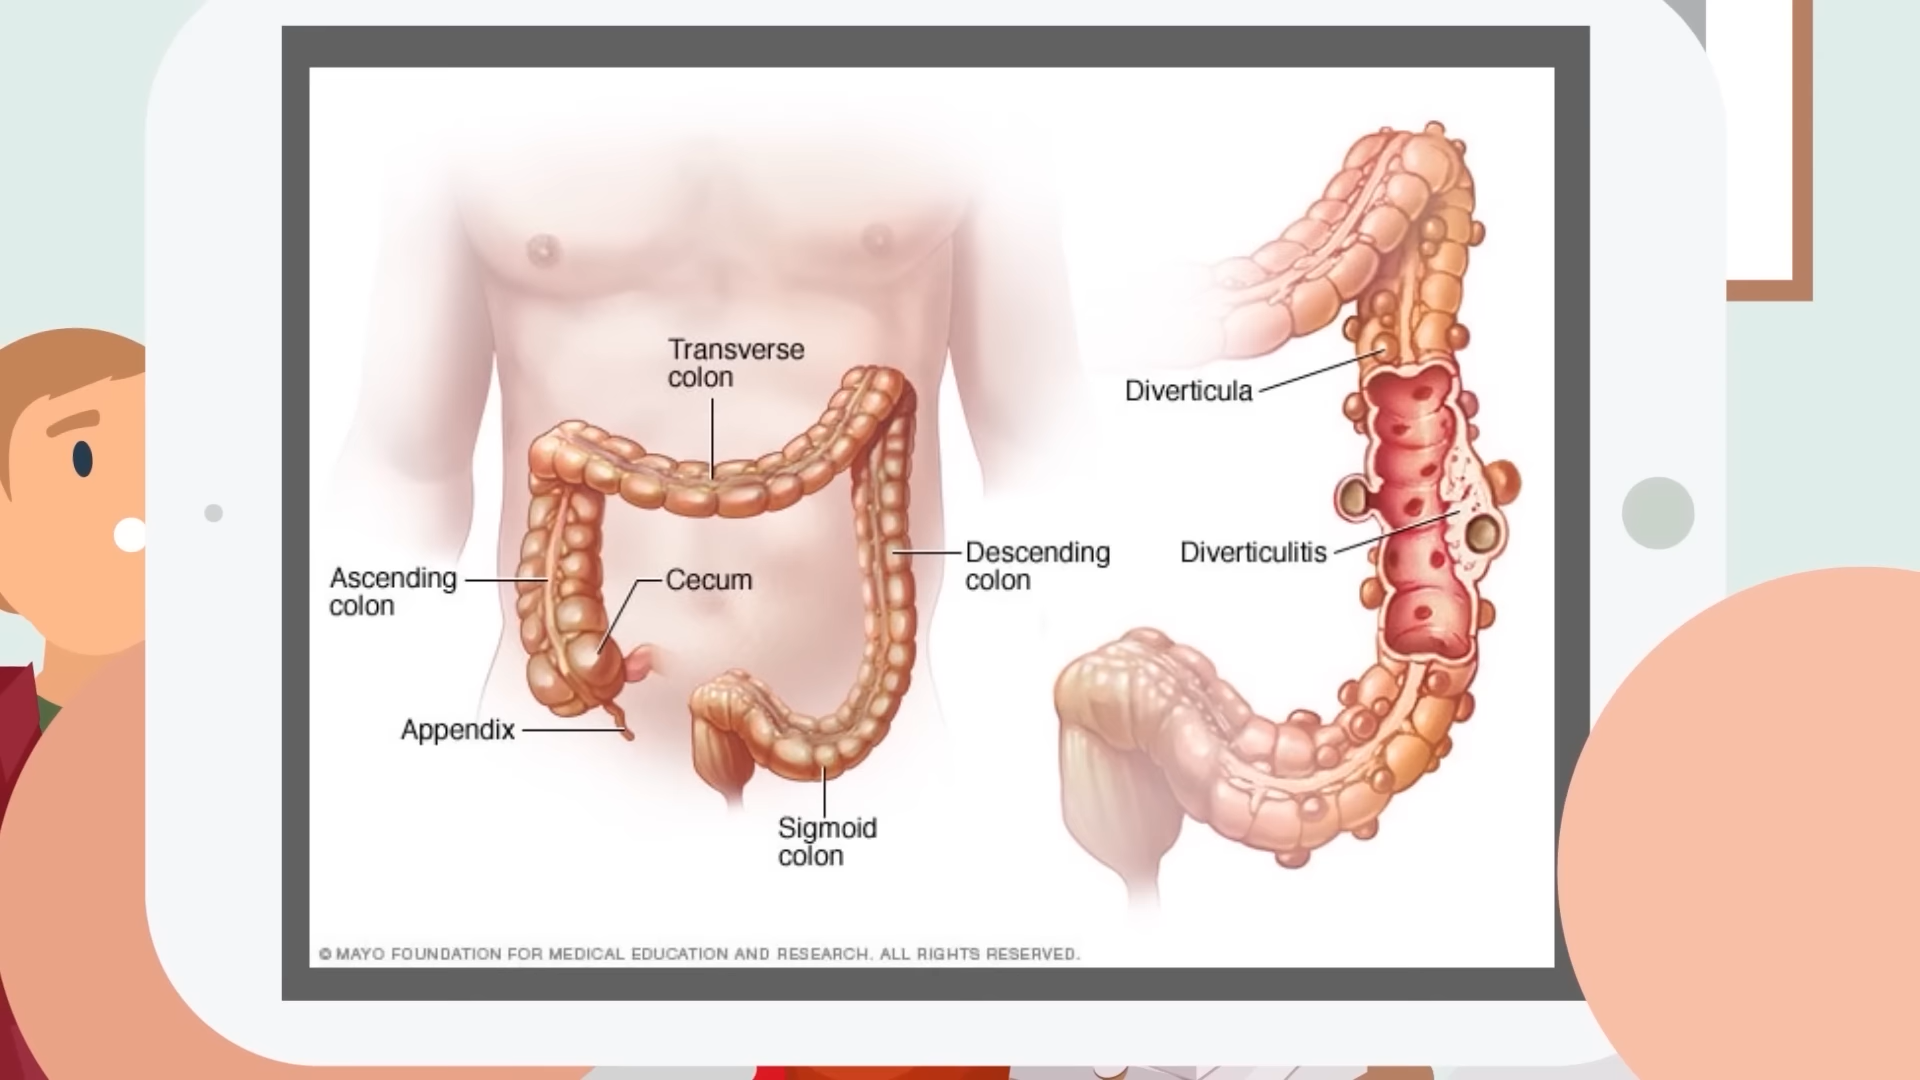 Transverse
colon
Ascending
colon
Cecum
Descending
colon
Appendix
Sigmoid
colon
Diverticula
Diverticulitis
© MAYO FOUNDATION FOR MEDICAL EDUCATION AND RESEARCH. ALL RIGHTS RESERVED.